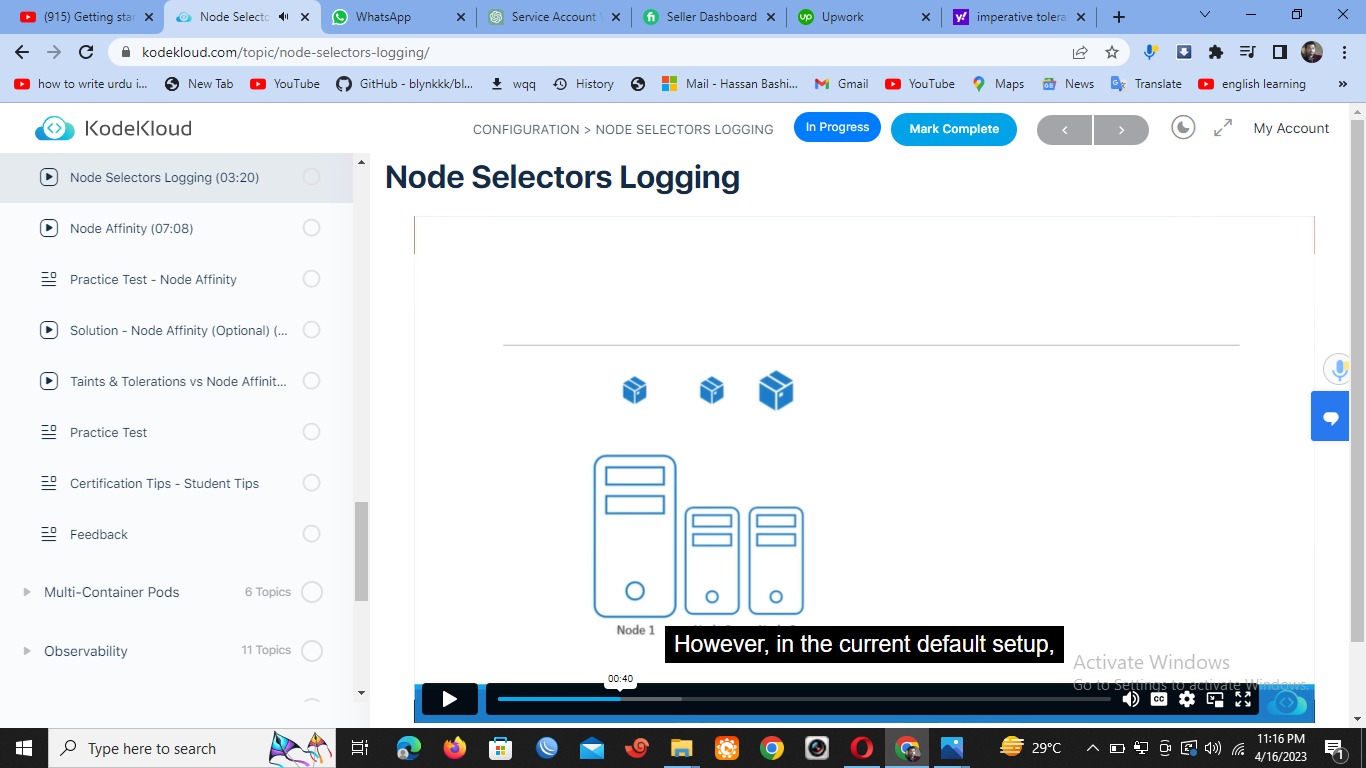 (915) Getting star
Node Selecto
WhatsApp
Service Account
Seller Dashboard
Upwork
imperative tolera
kodekloud.com/topic/node-selectors-logging/
how to write urdu i...
New Tab
YouTube
GitHub - blynkkk/bl...
wqq
History
Mail - Hassan Bashi...
Gmail
YouTube
Maps
News
Translate
english learning
KodeKloud
CONFIGURATION > NODE SELECTORS LOGGING
In Progress
Mark Complete
My Account
Node Selectors Logging (03:20)
Node Affinity (07:08)
Practice Test - Node Affinity
Solution - Node Affinity (Optional) (...
Taints & Tolerations vs Node Affinit...
Practice Test
Certification Tips - Student Tips
Feedback
Multi-Container Pods
6 Topics
Observability
11 Topics
Node Selectors Logging
Node 1
However, in the current default setup,
00:40
CC
Activate Windows
Go to Settings to activate Windows.
Type here to search
29°C
11:16 PM
4/16/2023
1